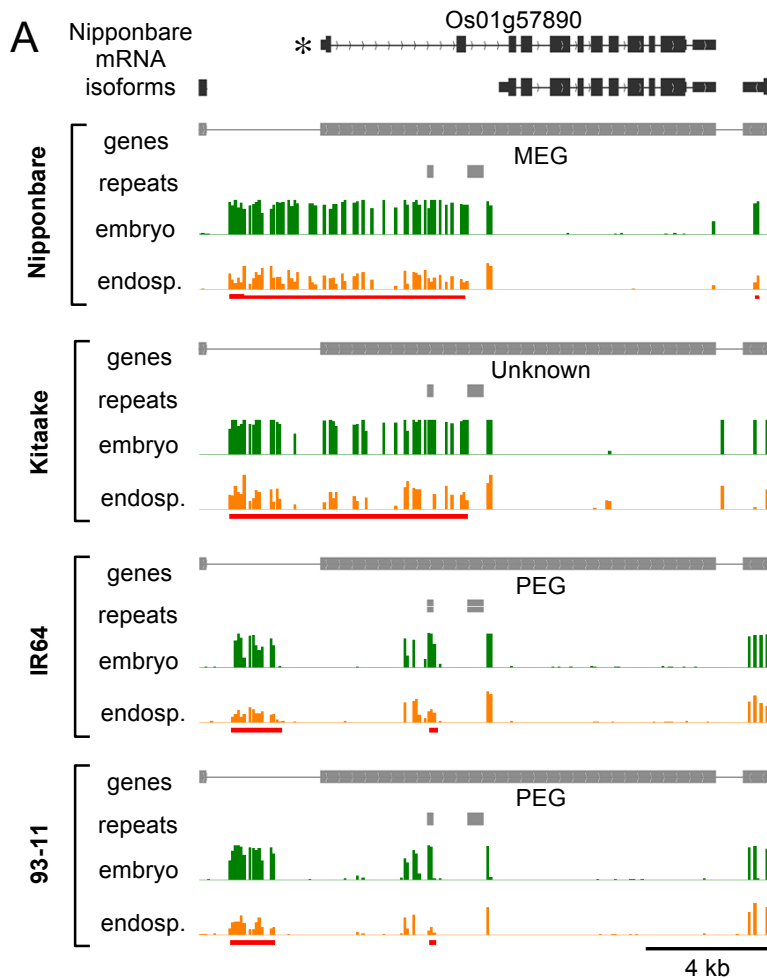 A
Os01g57890
Nipponbare
mRNA
isoforms
*
Nipponbare
genes
MEG
repeats
embryo
endosp.
Kitaake
genes
Unknown
repeats
embryo
endosp.
IR64
genes
PEG
repeats
embryo
endosp.
93-11
genes
PEG
repeats
embryo
endosp.
4 kb